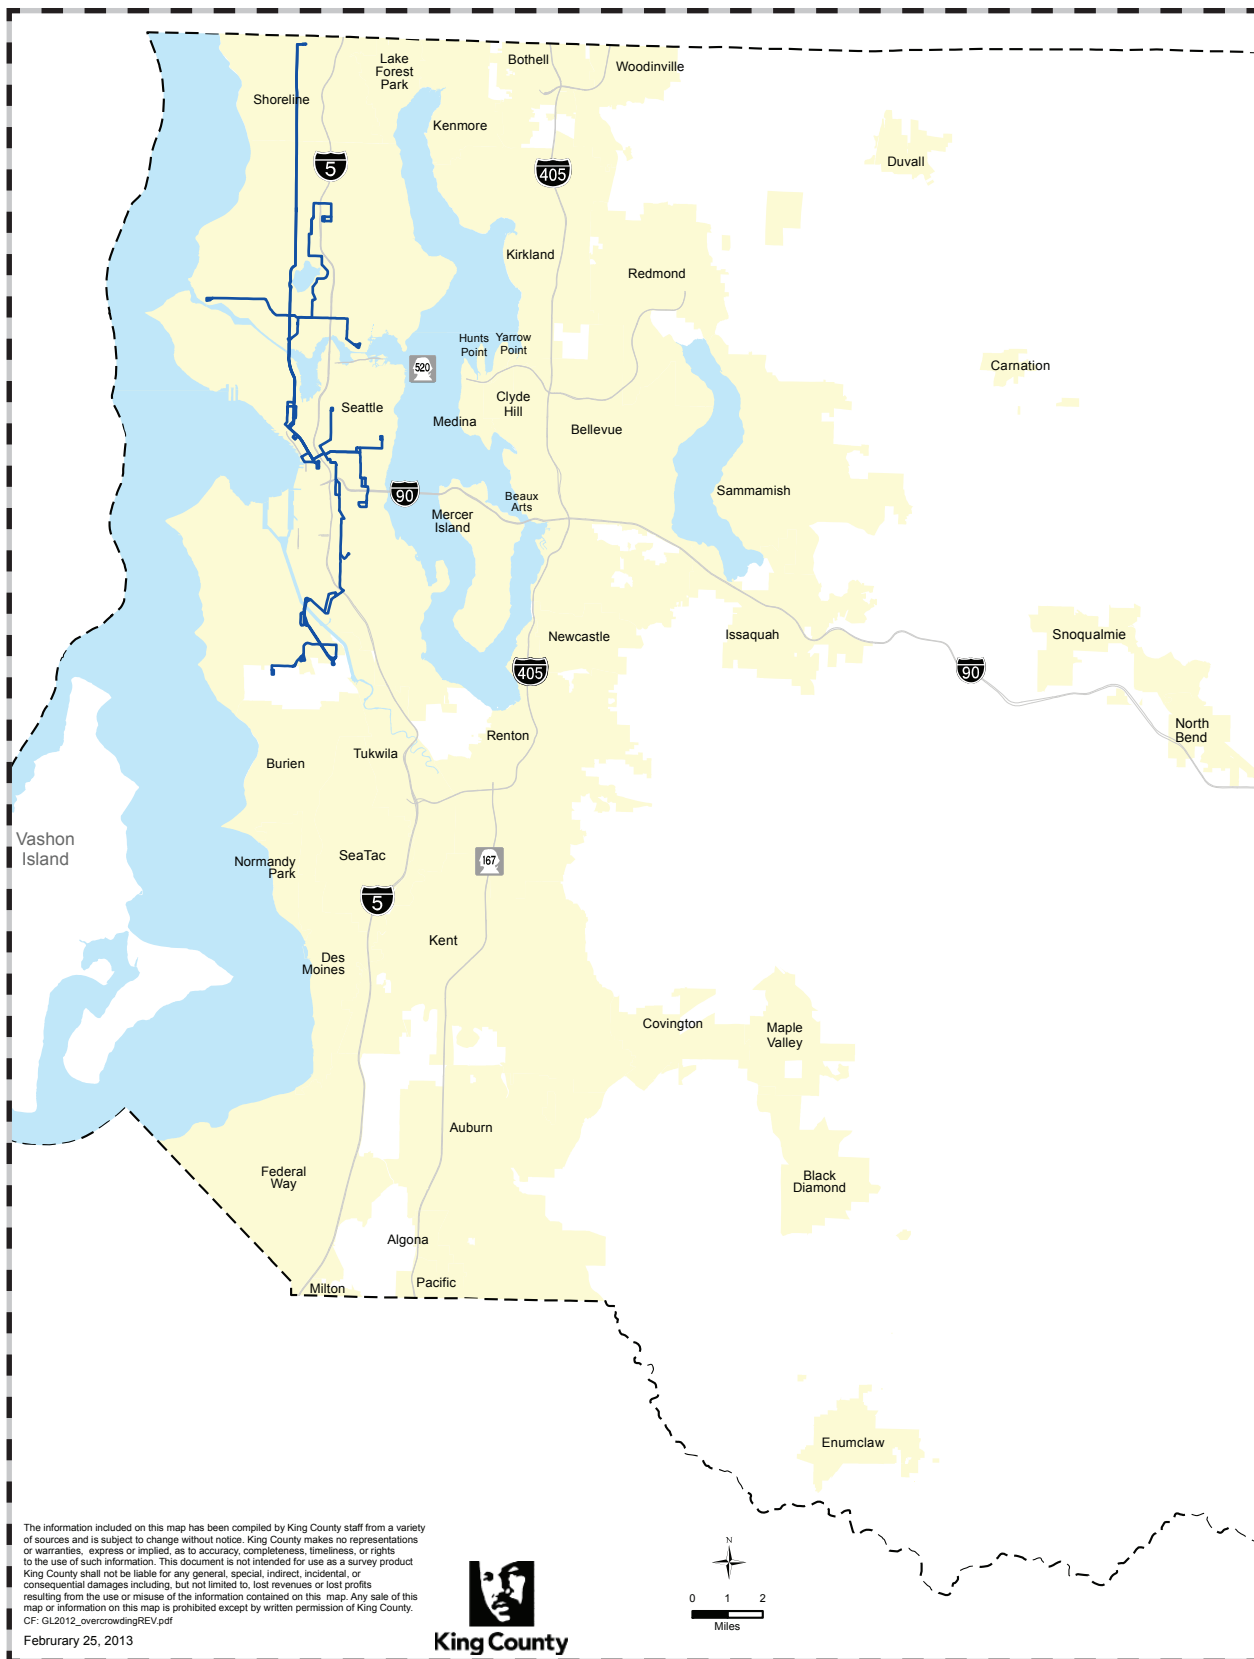 Lake
Forest
Park
Bothell
Woodinville
Shoreline
Kenmore
5
405
Duvall
Kirkland
Redmond
Hunts
Point
Yarrow
Point
520
Carnation
Clyde
Hill
Seattle
Medina
Bellevue
90
Beaux
Arts
Sammamish
Mercer
Island
Newcastle
Issaquah
Snoqualmie
405
90
North
Bend
Renton
Tukwila
Burien
Vashon
Island
SeaTac
Normandy
Park
167
5
Kent
Des
Moines
Covington
Maple
Valley
Auburn
Federal
Way
Black
Diamond
Algona
Pacific
Milton
Enumclaw
The information included on this map has been compiled by King County staff from a variety
of sources and is subject to change without notice. King County makes no representations
or warranties, express or implied, as to accuracy, completeness, timeliness, or rights
to the use of such information. This document is not intended for use as a survey product
King County shall not be liable for any general, special, indirect, incidental, or
consequential damages including, but not limited to, lost revenues or lost profits
resulting from the use or misuse of the information contained on this map. Any sale of this
map or information on this map is prohibited except by written permission of King County.
CF: GL2012_overcrowdingREV.pdf
Februrary 25, 2013
King County
N
0 1 2
Miles